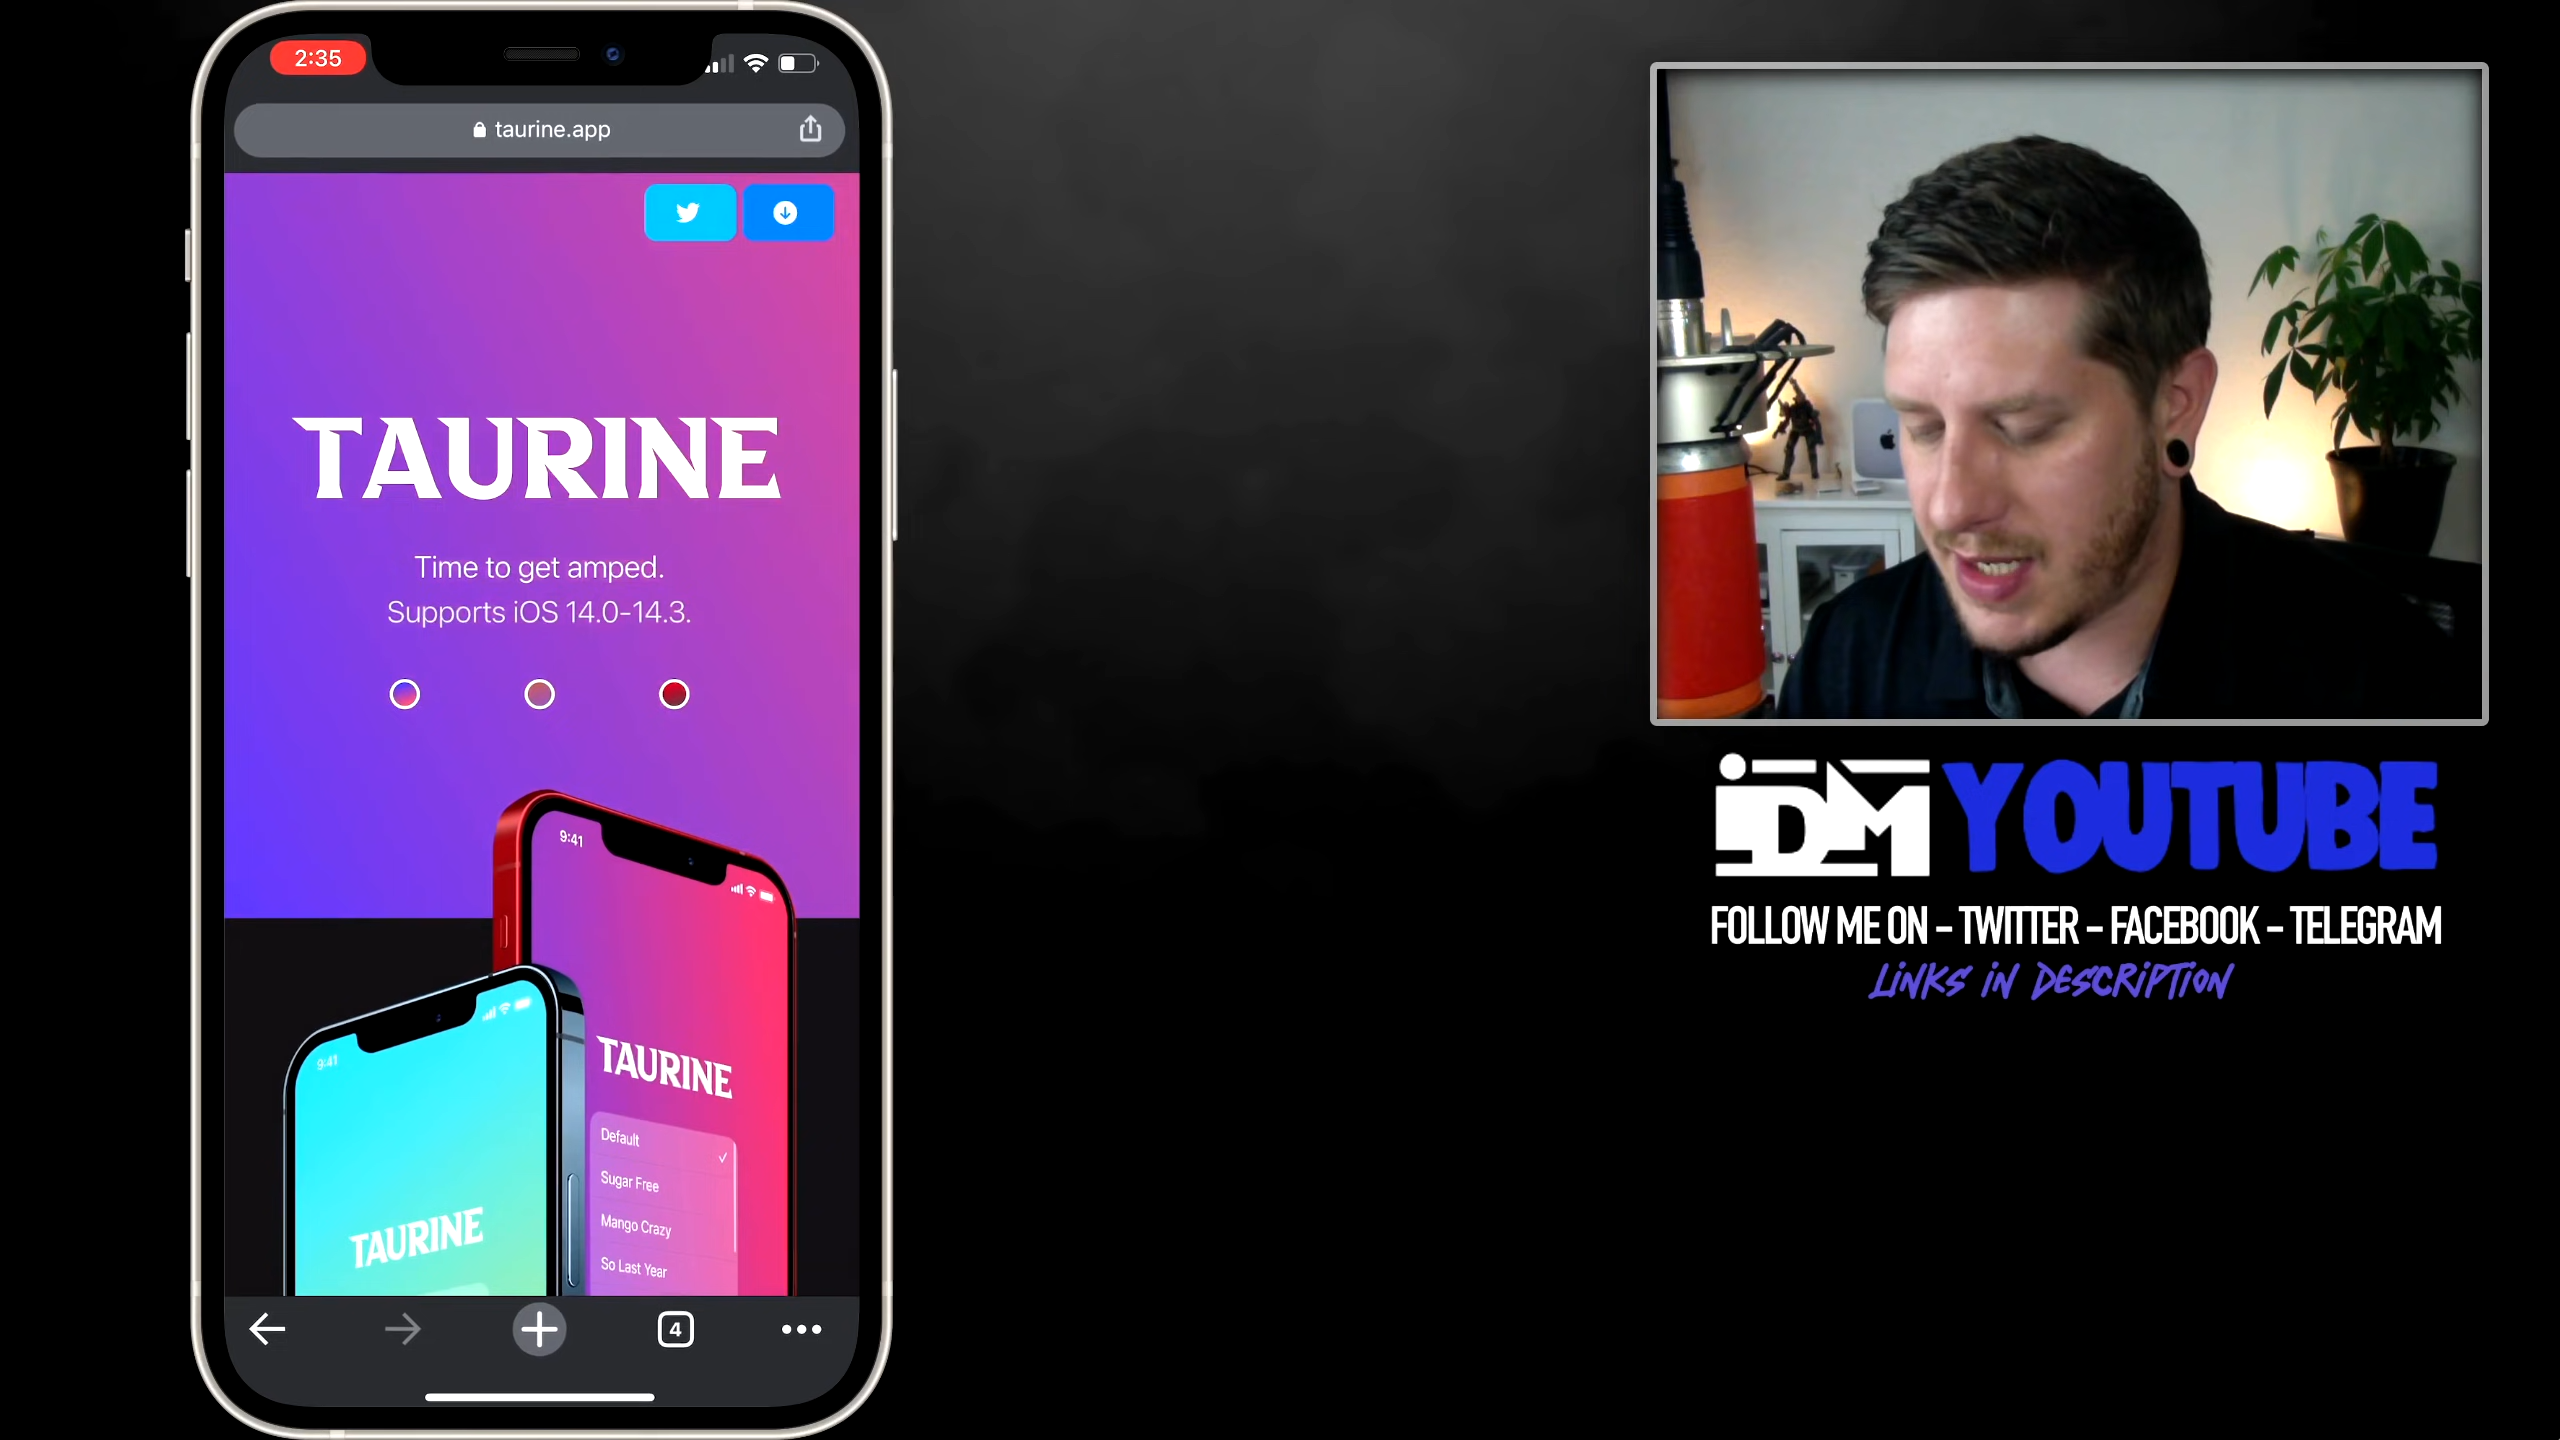 2:35
taurine.app
TAURINE
Time to get amped.
Supports iOS 14.0-14.3.
9:41
TAURINE
Default
Sugar Free
Mango Crazy
So Last Year
9:41
TAURINE
4
iDM YOUTUBE
FOLLOW ME ON - TWITTER - FACEBOOK - TELEGRAM
LINKS IN DESCRIPTION